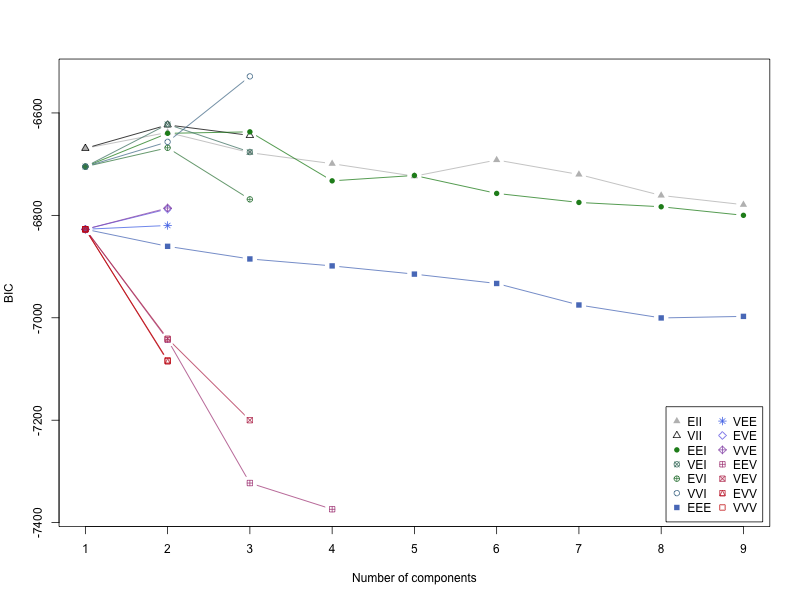 -6600
-6800
-7000
-7200
-7400
BIC
1 2 3 4 5 6 7 8 9
Number of components
EII VEE
VII EVE
EEI VVE
VEI EEV
EVI VEV
VVI EVV
EEE VVV